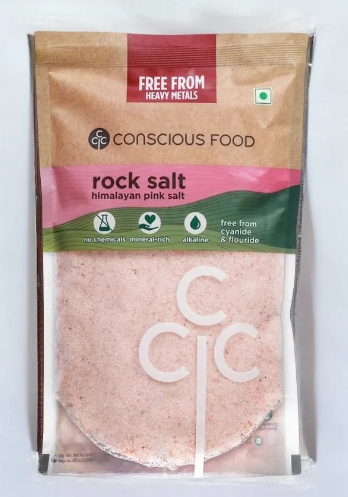 FREE FROM
HEAVY METALS
CCC CONSCIOUS FOOD
rock salt
himalayan pink salt
no chemicals mineral-rich alkaline
free from
cyanide
& flouride
C
C C